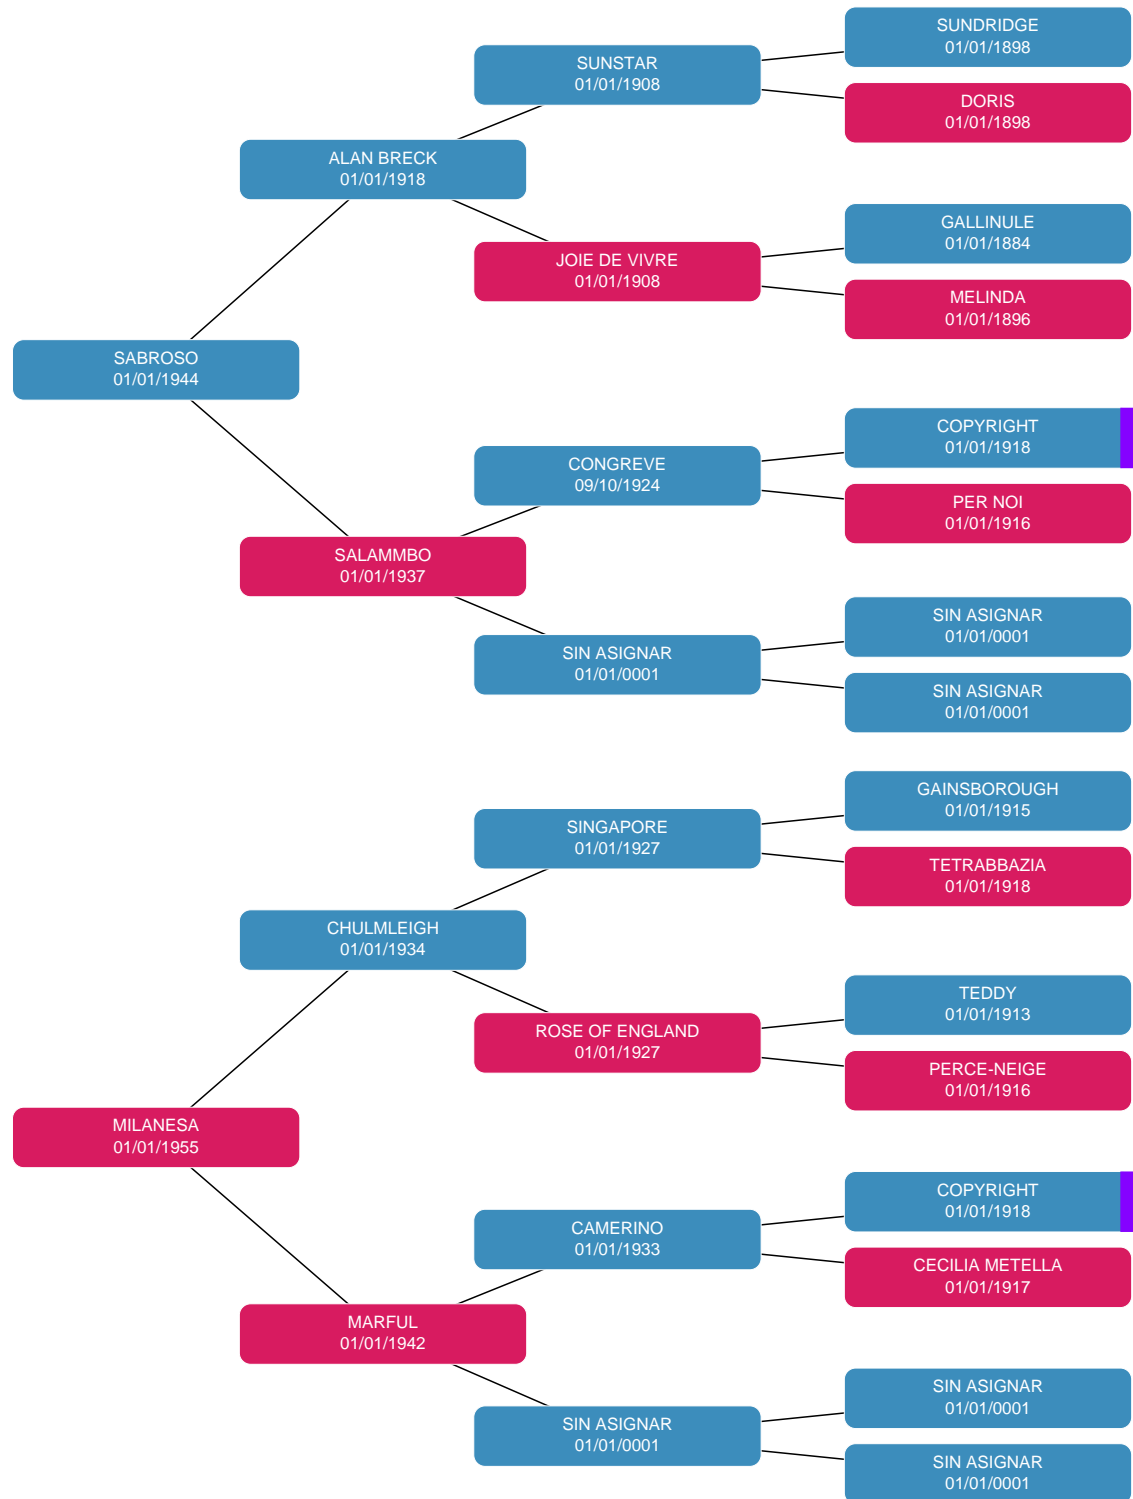 SUNDRIDGE
01/01/1898
SUNSTAR
01/01/1908
DORIS
01/01/1898
ALAN BRECK
01/01/1918
GALLINULE
01/01/1884
JOIE DE VIVRE
01/01/1908
MELINDA
01/01/1896
SABROSO
01/01/1944
COPYRIGHT
01/01/1918
CONGREVE
09/10/1924
PER NOI
01/01/1916
SALAMMBO
01/01/1937
SIN ASIGNAR
01/01/0001
SIN ASIGNAR
01/01/0001
SIN ASIGNAR
01/01/0001
GAINSBOROUGH
01/01/1915
SINGAPORE
01/01/1927
TETRABBAZIA
01/01/1918
CHULMLEIGH
01/01/1934
TEDDY
01/01/1913
ROSE OF ENGLAND
01/01/1927
PERCE-NEIGE
01/01/1916
MILANESA
01/01/1955
COPYRIGHT
01/01/1918
CAMERINO
01/01/1933
CECILIA METELLA
01/01/1917
MARFUL
01/01/1942
SIN ASIGNAR
01/01/0001
SIN ASIGNAR
01/01/0001
SIN ASIGNAR
01/01/0001